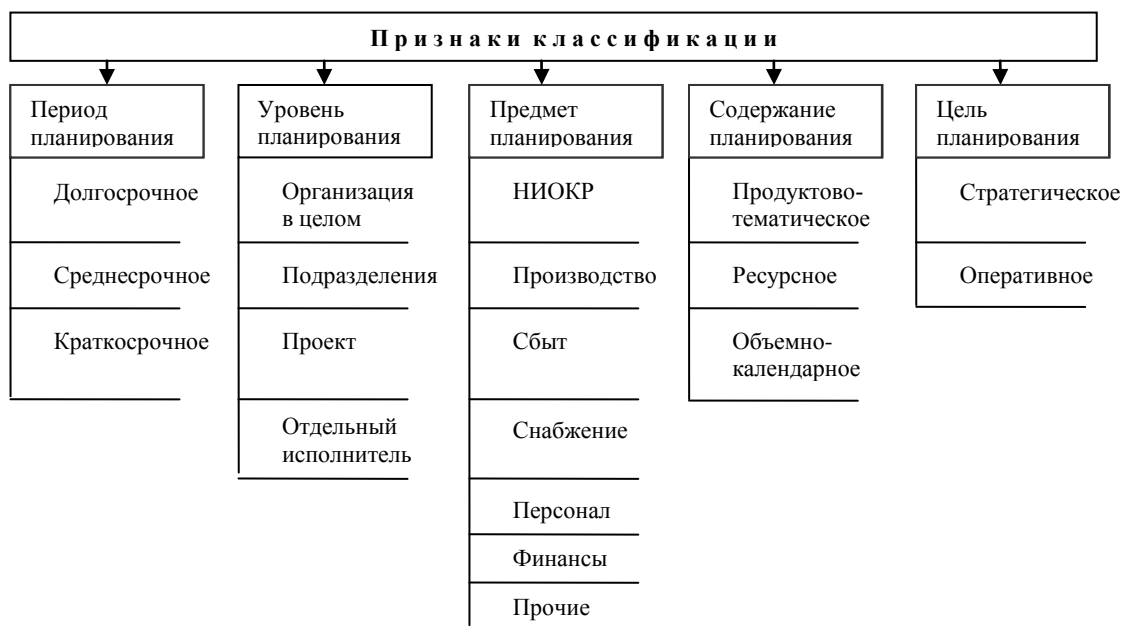 Признаки классификации
Период
планирования
Долгосрочное
Среднесрочное
Краткосрочное
Уровень
планирования
Организация
в целом
Подразделения
Проект
Отдельный
исполнитель
Предмет
планирования
НИОКР
Производство
Сбыт
Снабжение
Персонал
Финансы
Прочие
Содержание
планирования
Продуктово-
тематическое
Ресурсное
Объемно-
календарное
Цель
планирования
Стратегическое
Оперативное